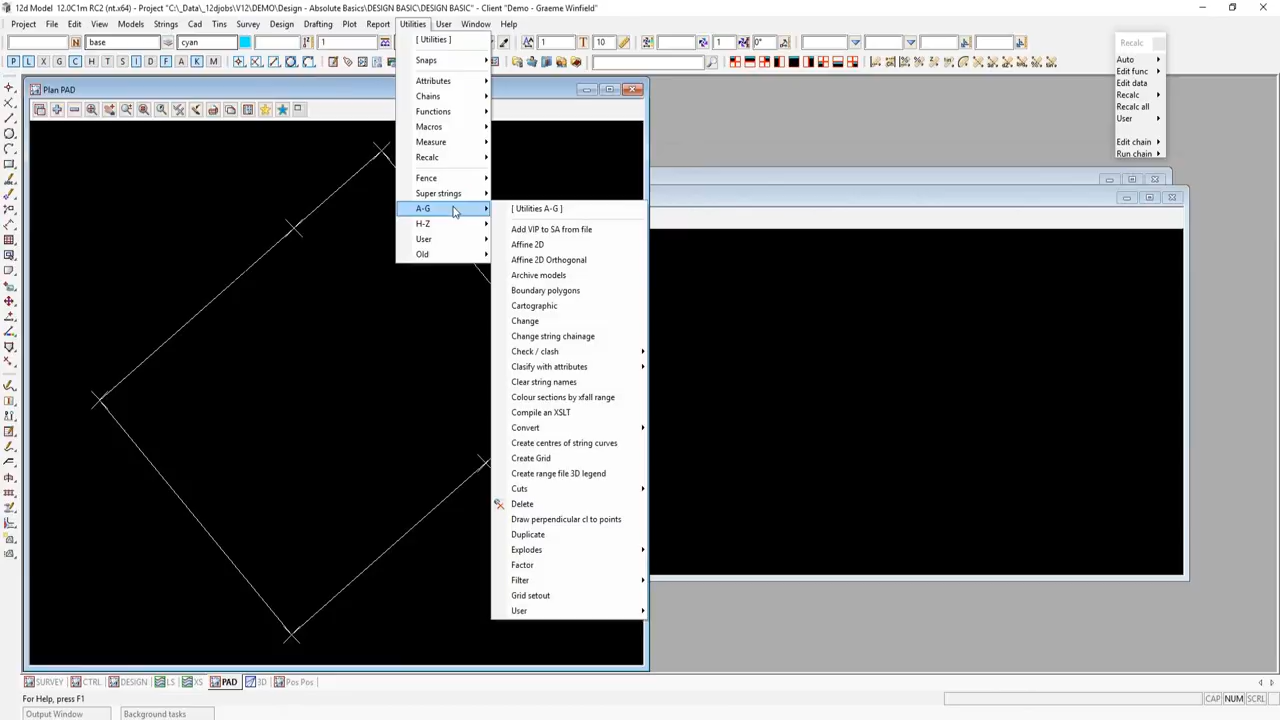 12d Model 12.0C1m RC2 (nt.x64) - Project "C:\_Data\_12djobs\V12\DEMO\Design - Absolute Basics\DESIGN BASIC\DESIGN BASIC" - Client "Demo - Graeme Winfield"
Project File Edit View Models Strings Cad Tins Survey Design Drafting Plot Report Utilities User Window Help
N base cyan 1 1 T 10 1 0°
P L X G C H T S I D F A K M
[ Utilities ]
Snaps
Attributes
Chains
Functions
Macros
Measure
Recalc
Fence
Super strings
A-G
H-Z
User
Old
[ Utilities A-G ]
Add VIP to SA from file
Affine 2D
Affine 2D Orthogonal
Archive models
Boundary polygons
Cartographic
Change
Change string chainage
Check / clash
Clasify with attributes
Clear string names
Colour sections by xfall range
Compile an XSLT
Convert
Create centres of string curves
Create Grid
Create range file 3D legend
Cuts
Delete
Draw perpendicular cl to points
Duplicate
Explodes
Factor
Filter
Grid setout
User
Plan PAD
Recalc
Auto
Edit func
Edit data
Recalc
Recalc all
User
Edit chain
Run chain
SURVEY CTRL DESIGN LS XS PAD 3D Pos Pos
For Help, press F1
CAP NUM SCRL
Output Window Background tasks